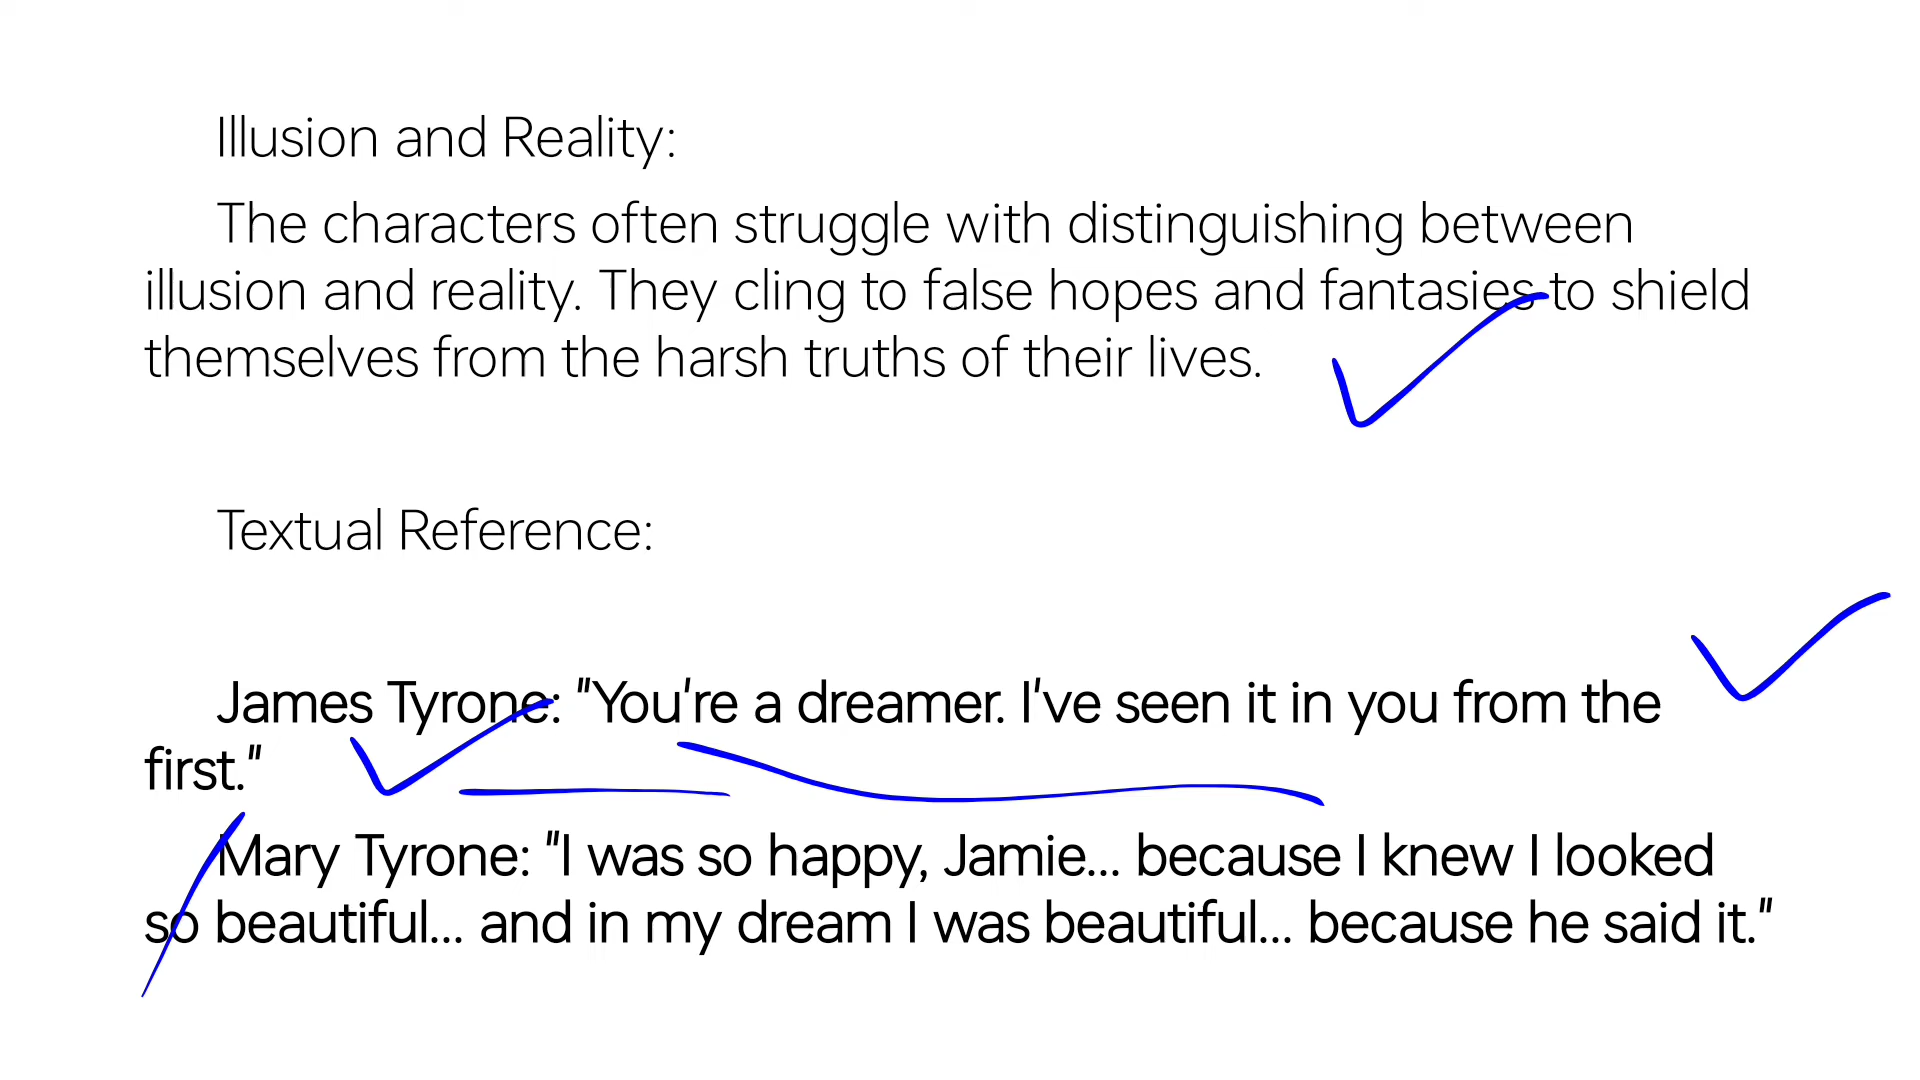 Illusion and Reality:
The characters often struggle with distinguishing between
illusion and reality. They cling to false hopes and fantasies to shield
themselves from the harsh truths of their lives.
Textual Reference:
James Tyrone: "You're a dreamer. I've seen it in you from the
first."
Mary Tyrone: "I was so happy, Jamie... because I knew I looked
so beautiful... and in my dream I was beautiful... because he said it."